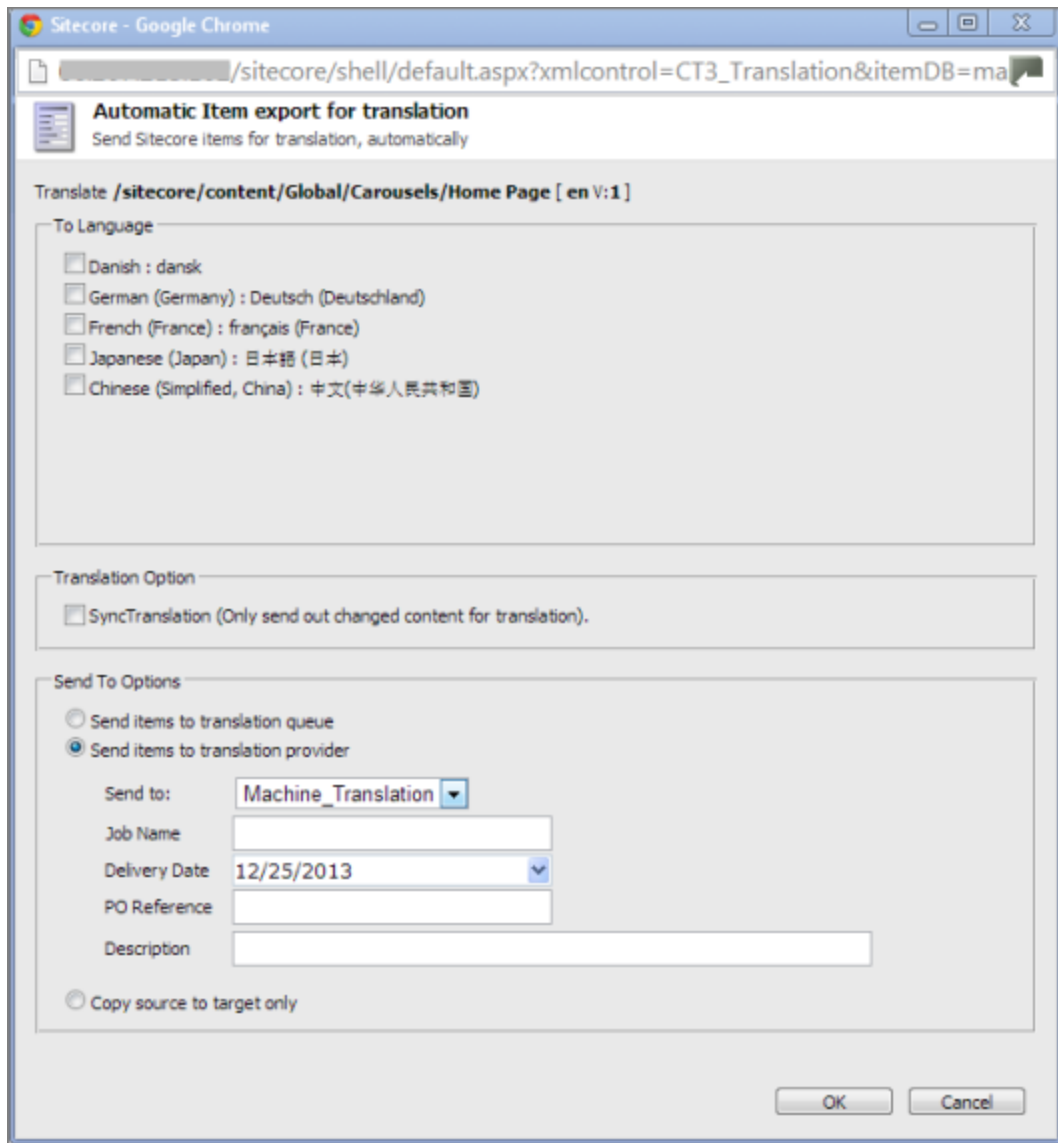 Sitecore - Google Chrome
/sitecore/shell/default.aspx?xmlcontrol=CT3_Translation&itemDB=ma
Automatic Item export for translation
Send Sitecore items for translation, automatically
Translate /sitecore/content/Global/Carousels/Home Page [ en V:1 ]
To Language
Danish : dansk
German (Germany) : Deutsch (Deutschland)
French (France) : français (France)
Japanese (Japan) : 日本語 (日本)
Chinese (Simplified, China) : 中文(中华人民共和国)
Translation Option
SyncTranslation (Only send out changed content for translation).
Send To Options
Send items to translation queue
Send items to translation provider
Send to: Machine_Translation
Job Name
Delivery Date 12/25/2013
PO Reference
Description
Copy source to target only
OK Cancel